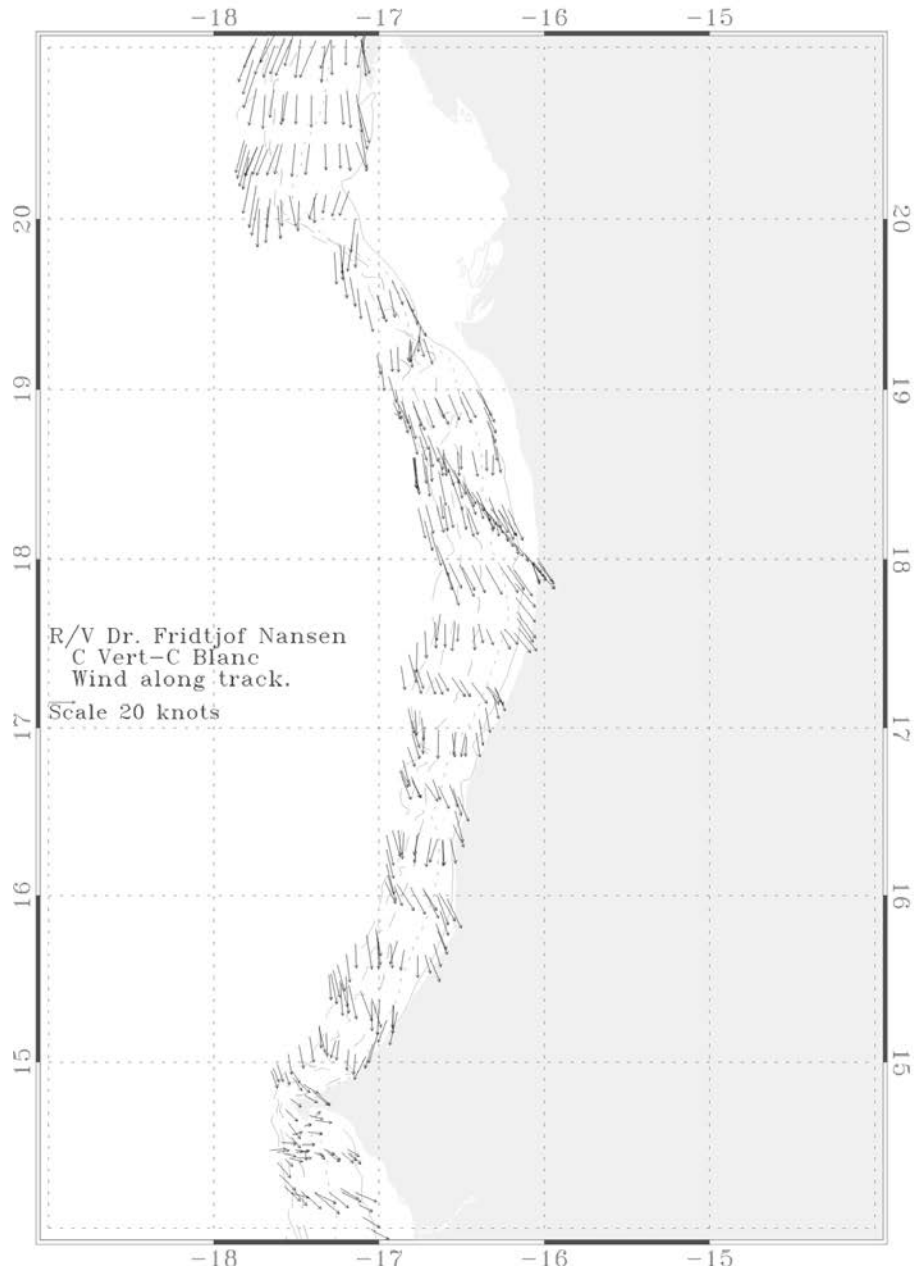 -18 -17 -16 -15
20 20
19 19
18 18
R/V Dr. Fridtjof Nansen
C Vert-C Blanc
Wind along track.
Scale 20 knots
17 17
16 16
15 15
-18 -17 -16 -15